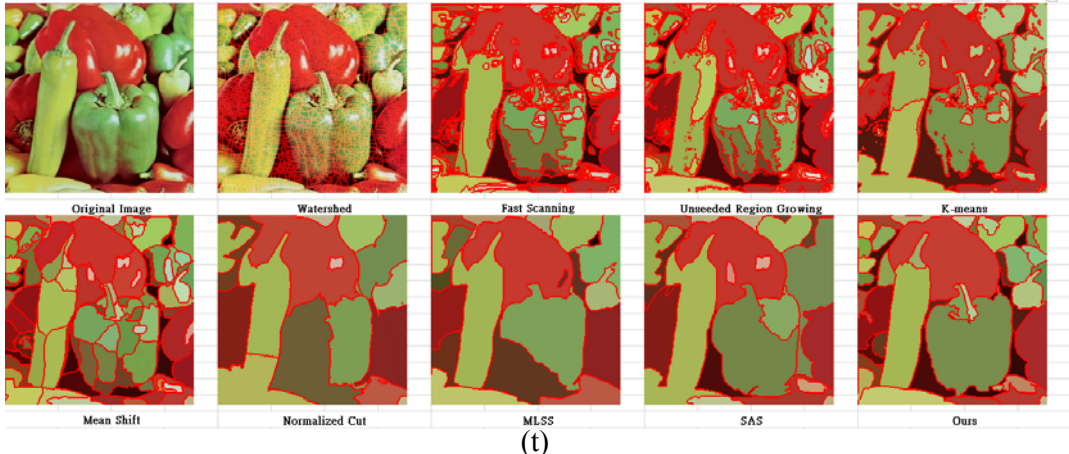 Original Image Watershed Fast Scanning Unseeded Region Growing K-means
Mean Shift Normalized Cut MLSS SAS Ours
(t)